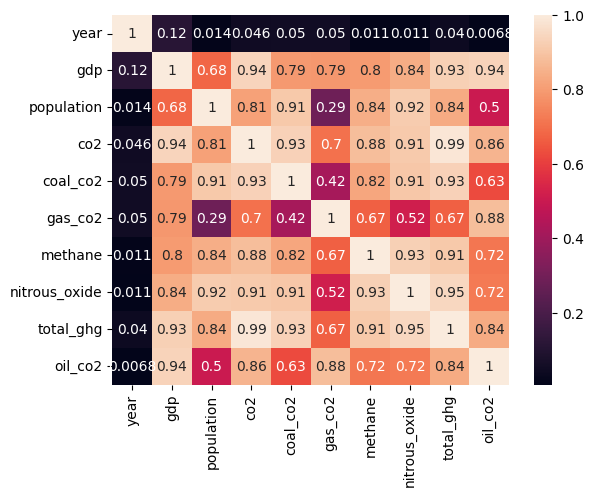 year 1 0.12 0.014 0.046 0.05 0.05 0.011 0.011 0.04 0.0068
gdp 0.12 1 0.68 0.94 0.79 0.79 0.8 0.84 0.93 0.94
population 0.014 0.68 1 0.81 0.91 0.29 0.84 0.92 0.84 0.5
co2 0.046 0.94 0.81 1 0.93 0.7 0.88 0.91 0.99 0.86
coal_co2 0.05 0.79 0.91 0.93 1 0.42 0.82 0.91 0.93 0.63
gas_co2 0.05 0.79 0.29 0.7 0.42 1 0.67 0.52 0.67 0.88
methane 0.011 0.8 0.84 0.88 0.82 0.67 1 0.93 0.91 0.72
nitrous_oxide 0.011 0.84 0.92 0.91 0.91 0.52 0.93 1 0.95 0.72
total_ghg 0.04 0.93 0.84 0.99 0.93 0.67 0.91 0.95 1 0.84
oil_co2 0.0068 0.94 0.5 0.86 0.63 0.88 0.72 0.72 0.84 1
year gdp population co2 coal_co2 gas_co2 methane nitrous_oxide total_ghg oil_co2
1.0
0.8
0.6
0.4
0.2